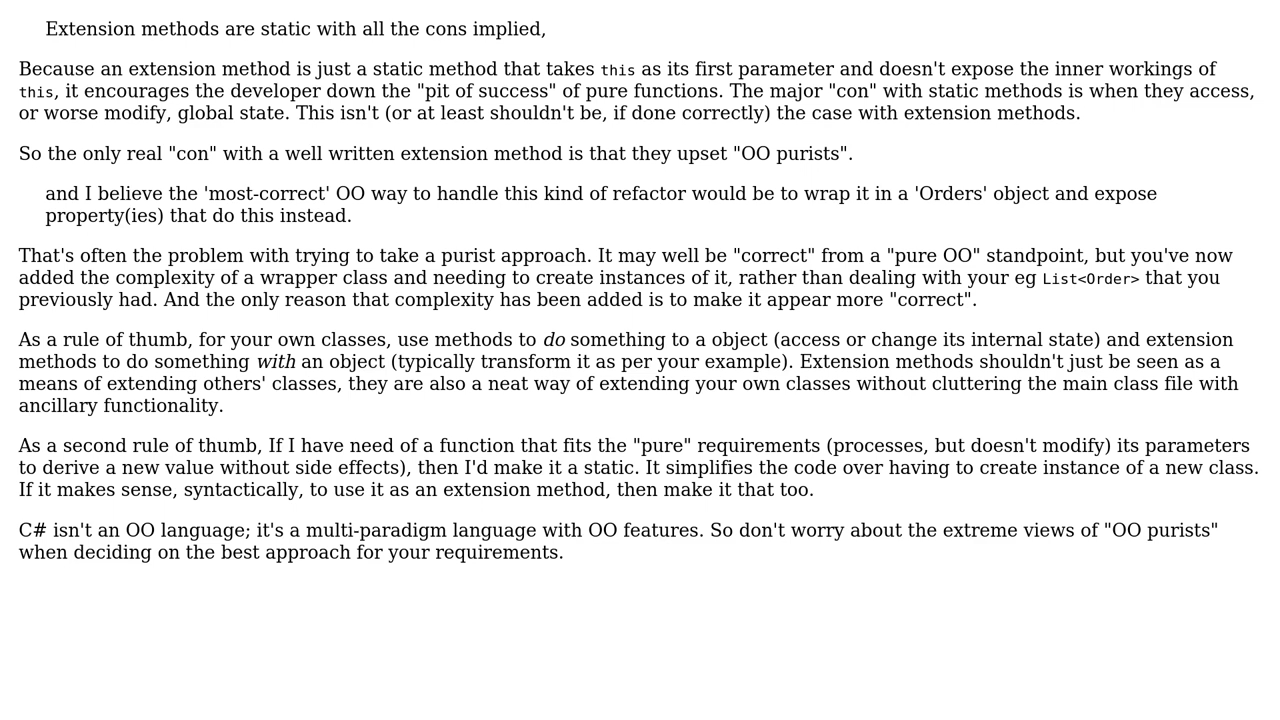 Extension methods are static with all the cons implied,
Because an extension method is just a static method that takes this as its first parameter and doesn't expose the inner workings of
this, it encourages the developer down the "pit of success" of pure functions. The major "con" with static methods is when they access,
or worse modify, global state. This isn't (or at least shouldn't be, if done correctly) the case with extension methods.
So the only real "con" with a well written extension method is that they upset "OO purists".
and I believe the 'most-correct' OO way to handle this kind of refactor would be to wrap it in a 'Orders' object and expose
property(ies) that do this instead.
That's often the problem with trying to take a purist approach. It may well be "correct" from a "pure OO" standpoint, but you've now
added the complexity of a wrapper class and needing to create instances of it, rather than dealing with your eg List<Order> that you
previously had. And the only reason that complexity has been added is to make it appear more "correct".
As a rule of thumb, for your own classes, use methods to do something to a object (access or change its internal state) and extension
methods to do something with an object (typically transform it as per your example). Extension methods shouldn't just be seen as a
means of extending others' classes, they are also a neat way of extending your own classes without cluttering the main class file with
ancillary functionality.
As a second rule of thumb, If I have need of a function that fits the "pure" requirements (processes, but doesn't modify) its parameters
to derive a new value without side effects), then I'd make it a static. It simplifies the code over having to create instance of a new class.
If it makes sense, syntactically, to use it as an extension method, then make it that too.
C# isn't an OO language; it's a multi-paradigm language with OO features. So don't worry about the extreme views of "OO purists"
when deciding on the best approach for your requirements.